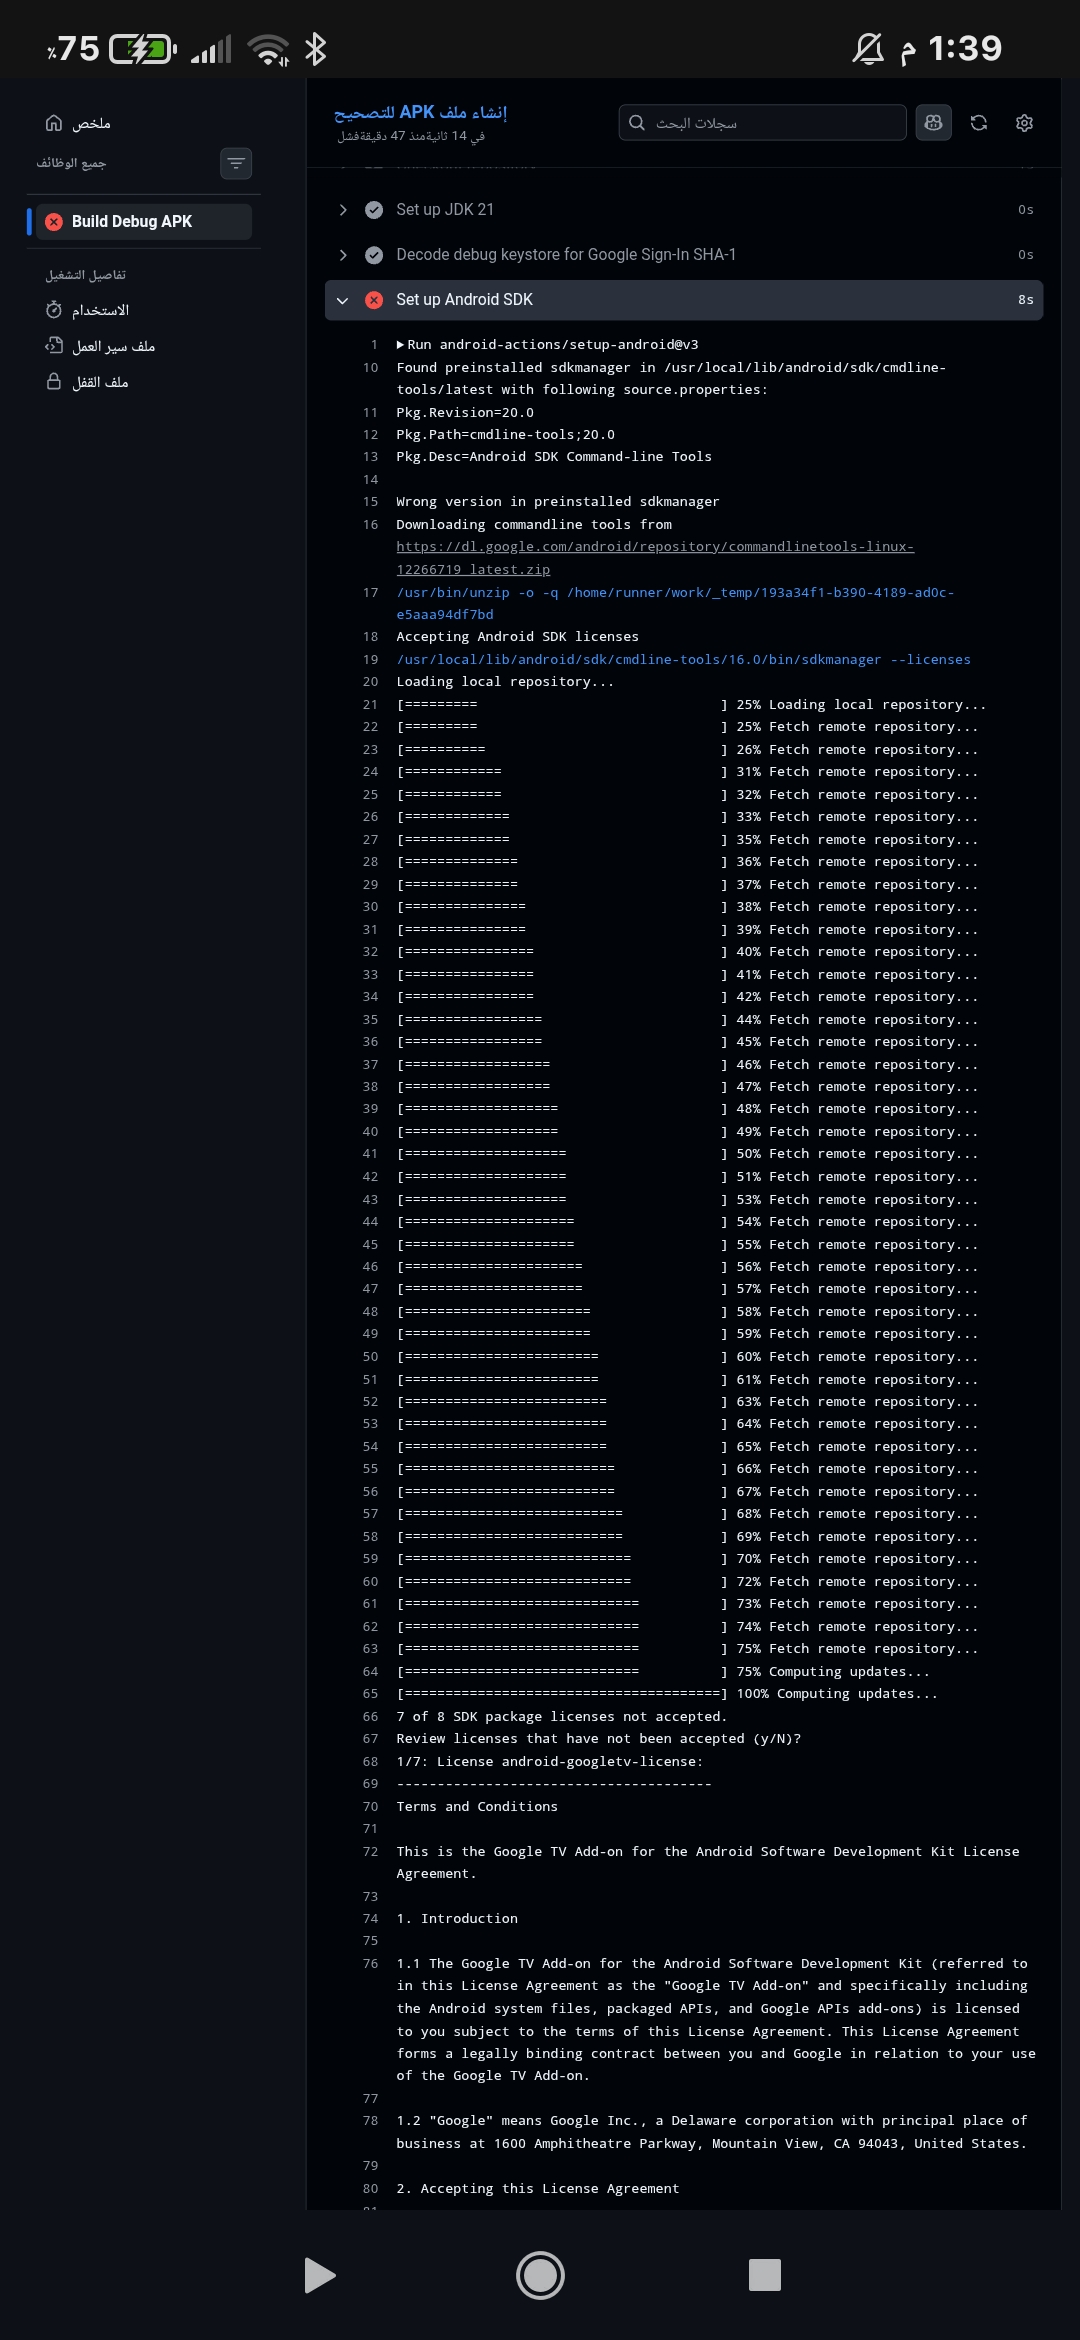 ٪75
1:39 م
ملخص
جميع الوظائف
Build Debug APK
تفاصيل التشغيل
الاستخدام
ملف سير العمل
ملف القفل
إنشاء ملف APK للتصحيح
فشلمنذ 47 دقيقةفي 14 ثانية
سجلات البحث
Set up JDK 21 0s
Decode debug keystore for Google Sign-In SHA-1 0s
Set up Android SDK 8s
1 Run android-actions/setup-android@v3
10 Found preinstalled sdkmanager in /usr/local/lib/android/sdk/cmdline-
tools/latest with following source.properties:
11 Pkg.Revision=20.0
12 Pkg.Path=cmdline-tools;20.0
13 Pkg.Desc=Android SDK Command-line Tools
14
15 Wrong version in preinstalled sdkmanager
16 Downloading commandline tools from
https://dl.google.com/android/repository/commandlinetools-linux-
12266719_latest.zip
17 /usr/bin/unzip -o -q /home/runner/work/_temp/193a34f1-b390-4189-ad0c-
e5aaa94df7bd
18 Accepting Android SDK licenses
19 /usr/local/lib/android/sdk/cmdline-tools/16.0/bin/sdkmanager --licenses
20 Loading local repository...
21 [========= ] 25% Loading local repository...
22 [========= ] 25% Fetch remote repository...
23 [========== ] 26% Fetch remote repository...
24 [============ ] 31% Fetch remote repository...
25 [============ ] 32% Fetch remote repository...
26 [============= ] 33% Fetch remote repository...
27 [============= ] 35% Fetch remote repository...
28 [============== ] 36% Fetch remote repository...
29 [============== ] 37% Fetch remote repository...
30 [=============== ] 38% Fetch remote repository...
31 [=============== ] 39% Fetch remote repository...
32 [================ ] 40% Fetch remote repository...
33 [================ ] 41% Fetch remote repository...
34 [================ ] 42% Fetch remote repository...
35 [================= ] 44% Fetch remote repository...
36 [================= ] 45% Fetch remote repository...
37 [================== ] 46% Fetch remote repository...
38 [================== ] 47% Fetch remote repository...
39 [=================== ] 48% Fetch remote repository...
40 [=================== ] 49% Fetch remote repository...
41 [==================== ] 50% Fetch remote repository...
42 [==================== ] 51% Fetch remote repository...
43 [==================== ] 53% Fetch remote repository...
44 [===================== ] 54% Fetch remote repository...
45 [===================== ] 55% Fetch remote repository...
46 [====================== ] 56% Fetch remote repository...
47 [====================== ] 57% Fetch remote repository...
48 [======================= ] 58% Fetch remote repository...
49 [======================= ] 59% Fetch remote repository...
50 [======================== ] 60% Fetch remote repository...
51 [======================== ] 61% Fetch remote repository...
52 [========================= ] 63% Fetch remote repository...
53 [========================= ] 64% Fetch remote repository...
54 [========================= ] 65% Fetch remote repository...
55 [========================== ] 66% Fetch remote repository...
56 [========================== ] 67% Fetch remote repository...
57 [=========================== ] 68% Fetch remote repository...
58 [=========================== ] 69% Fetch remote repository...
59 [============================ ] 70% Fetch remote repository...
60 [============================ ] 72% Fetch remote repository...
61 [============================= ] 73% Fetch remote repository...
62 [============================= ] 74% Fetch remote repository...
63 [============================= ] 75% Fetch remote repository...
64 [============================= ] 75% Computing updates...
65 [=======================================] 100% Computing updates...
66 7 of 8 SDK package licenses not accepted.
67 Review licenses that have not been accepted (y/N)?
68 1/7: License android-googletv-license:
69 ---------------------------------------
70 Terms and Conditions
71
72 This is the Google TV Add-on for the Android Software Development Kit License
Agreement.
73
74 1. Introduction
75
76 1.1 The Google TV Add-on for the Android Software Development Kit (referred to
in this License Agreement as the "Google TV Add-on" and specifically including
the Android system files, packaged APIs, and Google APIs add-ons) is licensed
to you subject to the terms of this License Agreement. This License Agreement
forms a legally binding contract between you and Google in relation to your use
of the Google TV Add-on.
77
78 1.2 "Google" means Google Inc., a Delaware corporation with principal place of
business at 1600 Amphitheatre Parkway, Mountain View, CA 94043, United States.
79
80 2. Accepting this License Agreement